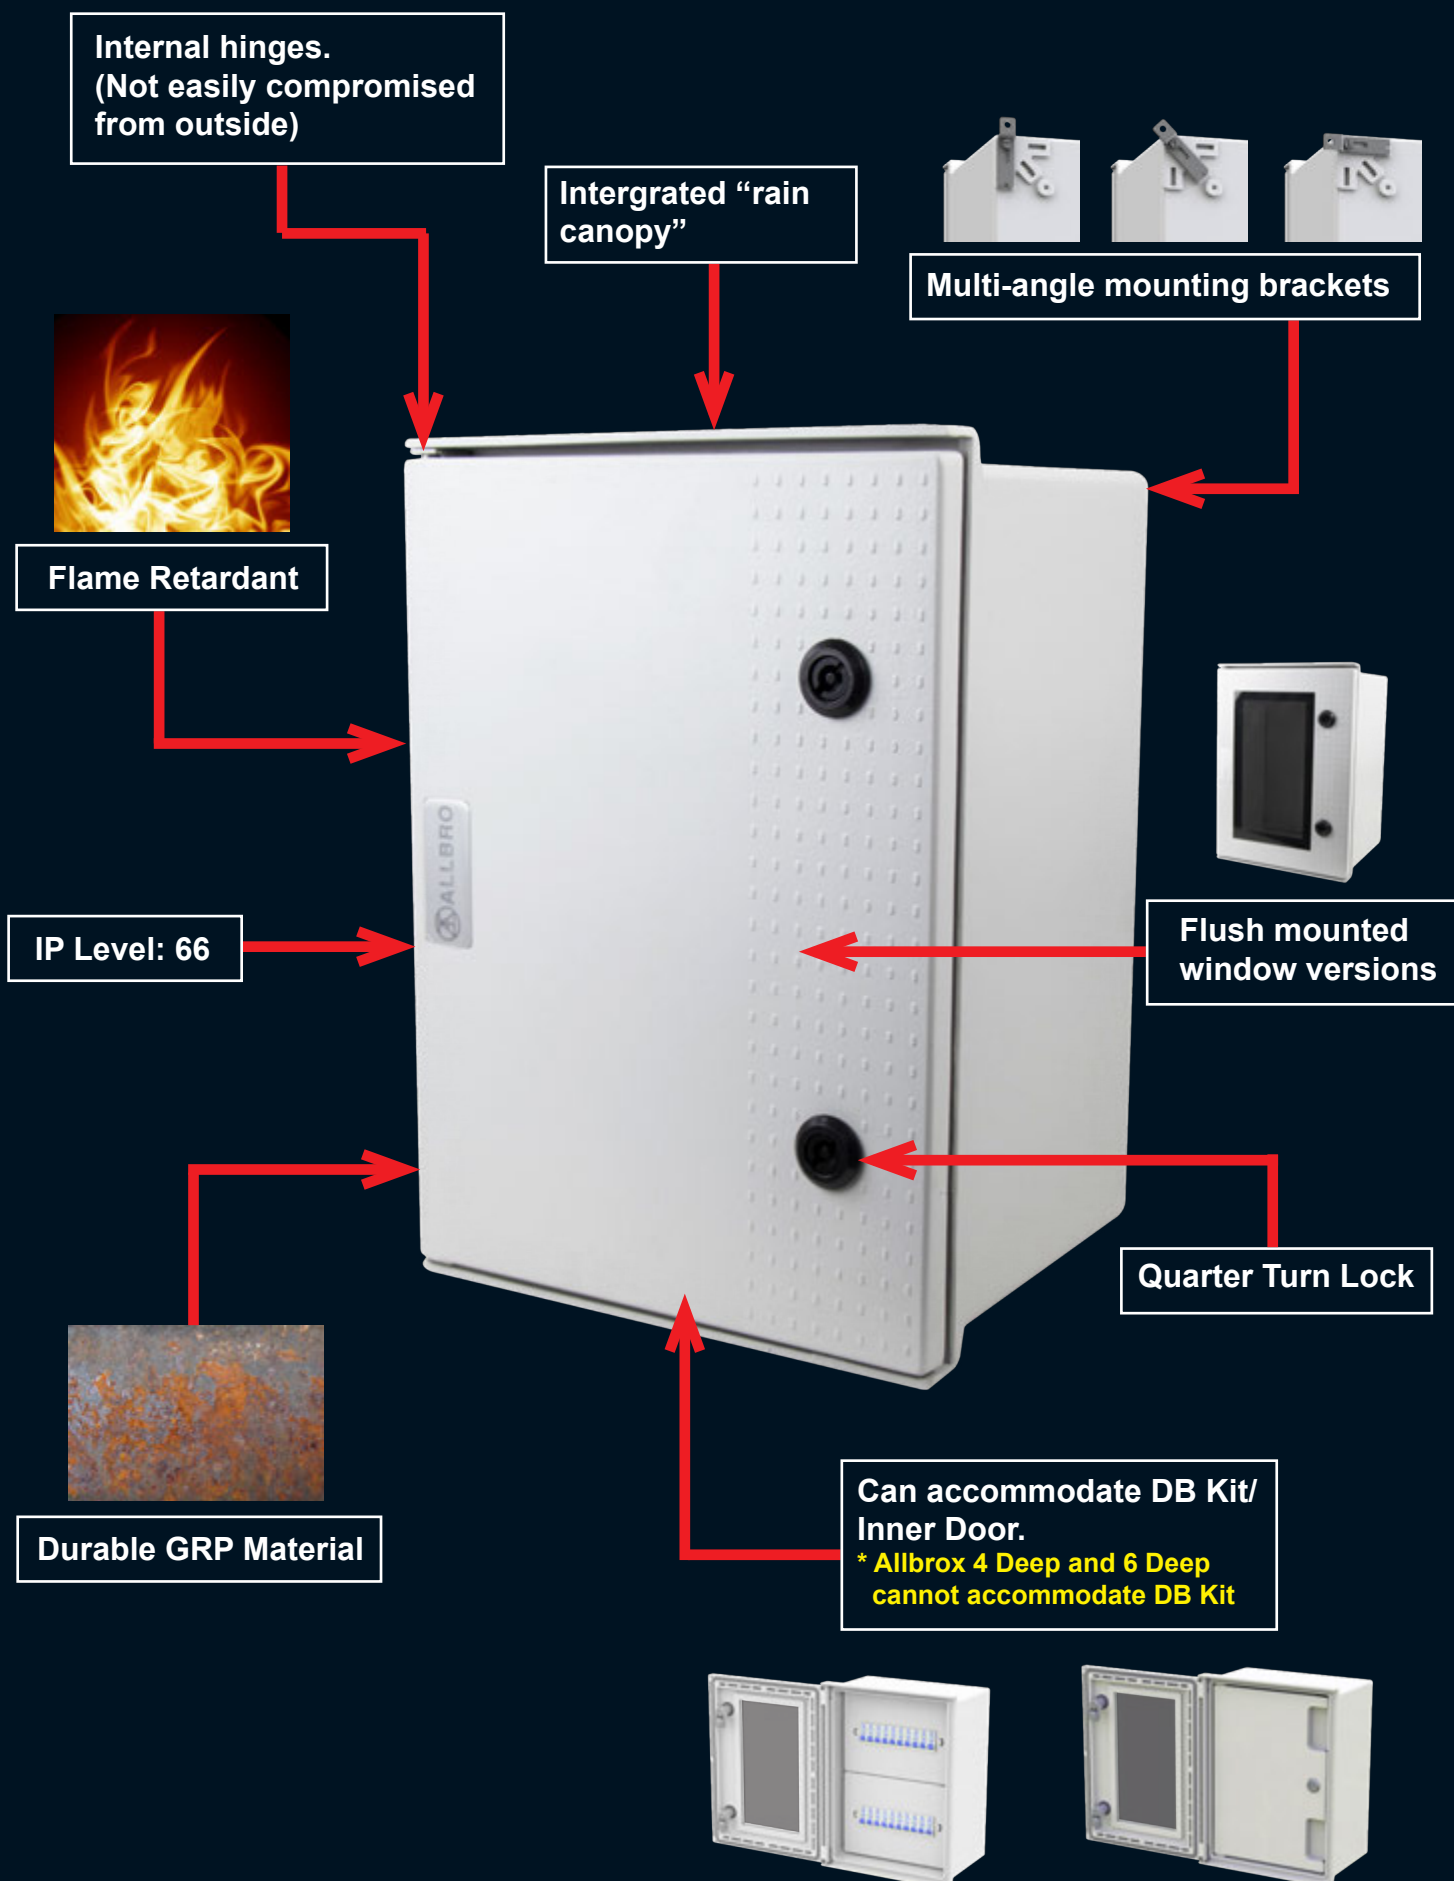 Internal hinges.
(Not easily compromised
from outside)
Intergrated “rain
canopy”
Multi-angle mounting brackets
Flame Retardant
ALLBRO
IP Level: 66
Flush mounted
window versions
Quarter Turn Lock
Durable GRP Material
Can accommodate DB Kit/
Inner Door.
* Allbrox 4 Deep and 6 Deep
cannot accommodate DB Kit